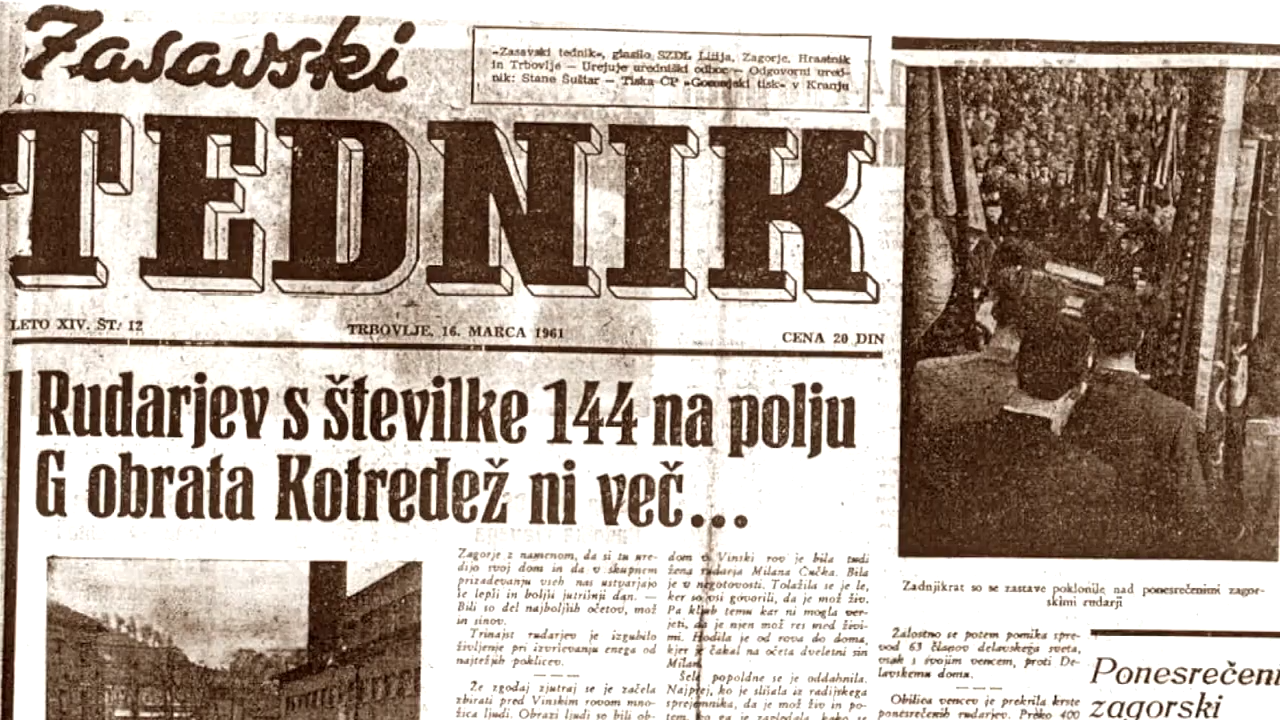 Zasavski
TEDNIK
»Zasavski tednik«, glasilo SZDL Litija, Zagorje, Hrastnik
in Trbovlje — Urejuje uredniški odbor — Odgovorni ured-
nik: Stane Šuštar — Tiska ČP »Gorenjski tisk« v Kranju
LETO XIV. ŠT. 12
TRBOVLJE, 16. MARCA 1961
CENA 20 DIN
Rudarjev s številke 144 na polju
G obrata Kotredež ni več...
Zagorje z namenom, da si tu ure-
dijo svoj dom in da v skupnem
prizadevanju vseh nas ustvarjajo
še lepši in boljši jutrišnji dan. —
Bili so del najboljših očetov, mož
in sinov.
Trinajst rudarjev je izgubilo
življenje pri izvrševanju enega od
najtežjih poklicev.
Že zgodaj zjutraj se je začela
zbirati pred Vinskim rovom mno-
žica ljudi. Obrazi ljudi so bili ob-
dom v Vinski rov je bila tudi
žena rudarja Milana Čučka. Bila
je v negotovosti. Tolažila se je le,
ker so vsi govorili, da je mož živ.
Pa kljub temu kar ni mogla ver-
jeti, da je njen mož res med živi-
mi. Hodila je od rova do doma,
kjer je čakal na očeta dveletni sin
Milan.
Šele popoldne se je oddahnila.
Najprej, ko je slišala iz radijskega
sprejemnika, da je mož živ in po-
tem, ko ga je zagledala, kako se
Zadnjikrat so se zastave poklonile nad ponesrečenimi zagor-
skimi rudarji
Žalostno se potem pomika spre-
vod 63 članov delavskega sveta,
vsak s svojim vencem, proti De-
lavskemu domu.
Obilica vencev je prekrila krste
ponesrečenih rudarjev. Preko 400
Ponesrečeni
zagorski